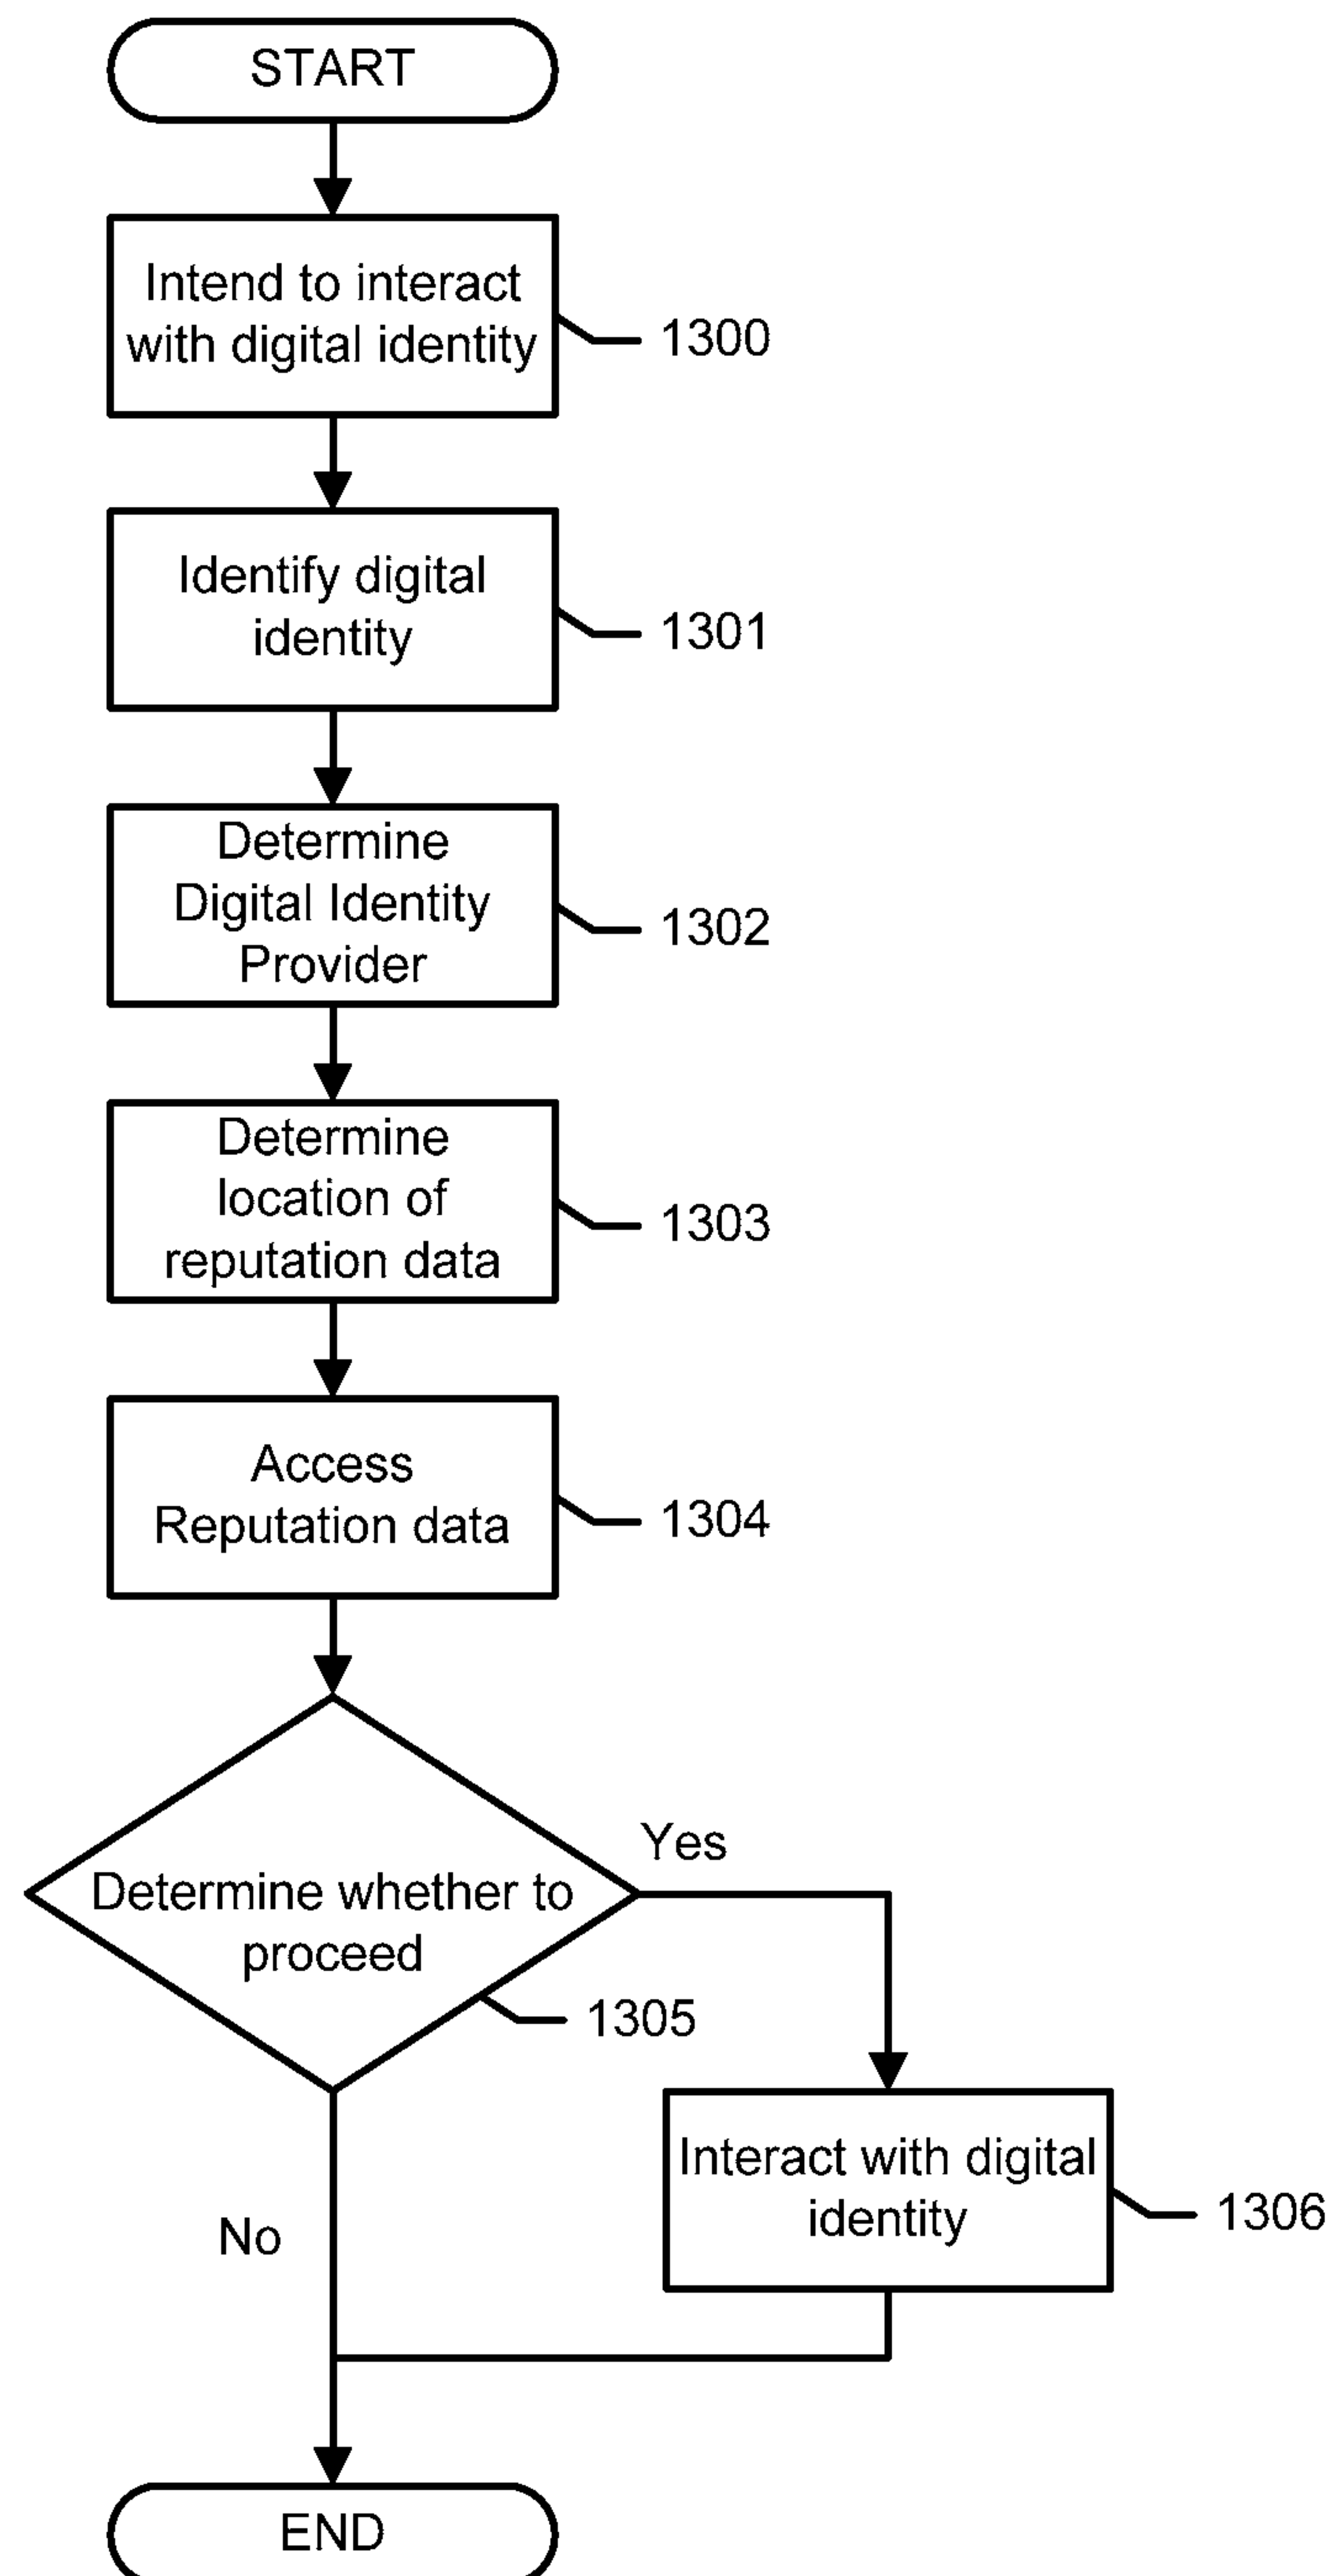 START
Intend to interact
with digital identity
1300
Identify digital
identity
1301
Determine
Digital Identity
Provider
1302
Determine
location of
reputation data
1303
Access
Reputation data
1304
Yes
Determine whether to
proceed
1305
Interact with digital
identity
1306
No
END